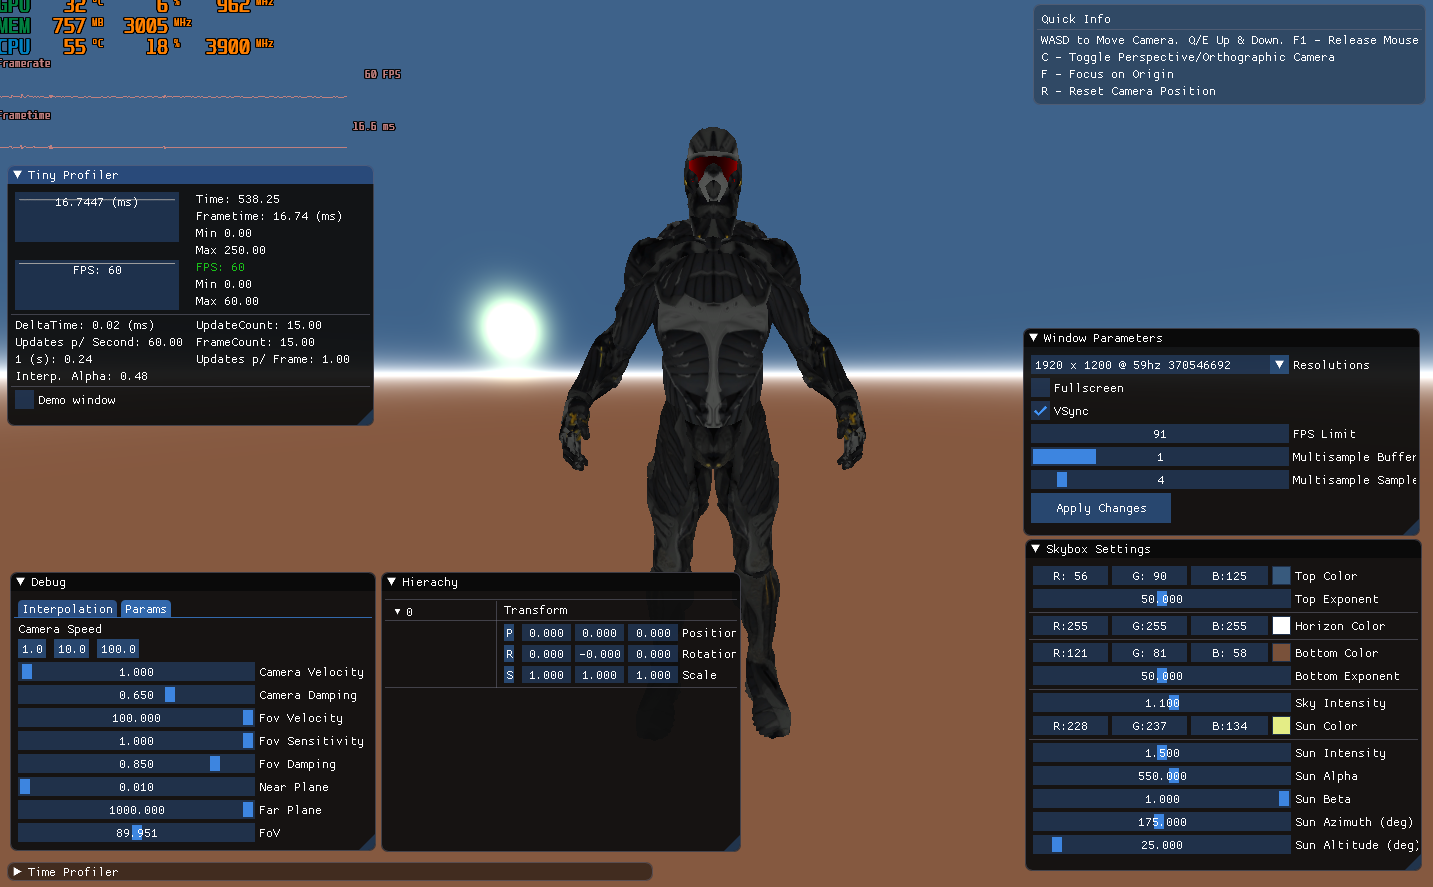 GPU 32 °C 6 % 962 MHz
MEM 757 MB 3005 MHz
CPU 55 °C 18 % 3900 MHz
Framerate
60 FPS
Frametime
16.6 ms
Quick Info
WASD to Move Camera. Q/E Up & Down. F1 - Release Mouse
C - Toggle Perspective/Orthographic Camera
F - Focus on Origin
R - Reset Camera Position
Tiny Profiler
16.7447 (ms)
Time: 538.25
Frametime: 16.74 (ms)
Min 0.00
Max 250.00
FPS: 60
FPS: 60
Min 0.00
Max 60.00
DeltaTime: 0.02 (ms) UpdateCount: 15.00
Updates p/ Second: 60.00 FrameCount: 15.00
1 (s): 0.24 Updates p/ Frame: 1.00
Interp. Alpha: 0.48
Demo window
Window Parameters
1920 x 1200 @ 59hz 370546692 Resolutions
Fullscreen
VSync
91 FPS Limit
1 Multisample Buffer
4 Multisample Sample
Apply Changes
Skybox Settings
R: 56 G: 90 B:125 Top Color
50.000 Top Exponent
R:255 G:255 B:255 Horizon Color
R:121 G: 81 B: 58 Bottom Color
50.000 Bottom Exponent
1.100 Sky Intensity
R:228 G:237 B:134 Sun Color
1.500 Sun Intensity
550.000 Sun Alpha
1.000 Sun Beta
175.000 Sun Azimuth (deg)
25.000 Sun Altitude (deg)
Debug
Interpolation Params
Camera Speed
1.0 10.0 100.0
1.000 Camera Velocity
0.650 Camera Damping
100.000 Fov Velocity
1.000 Fov Sensitivity
0.850 Fov Damping
0.010 Near Plane
1000.000 Far Plane
89.951 FoV
Hierachy
0 Transform
P 0.000 0.000 0.000 Position
R 0.000 -0.000 0.000 Rotation
S 1.000 1.000 1.000 Scale
Time Profiler